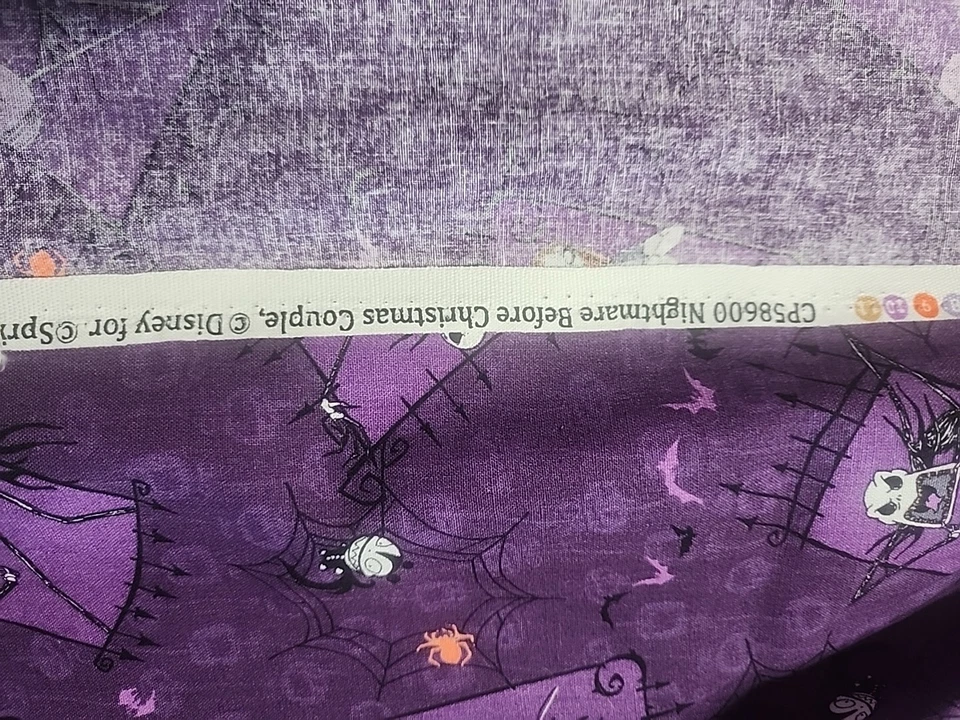 CP58600 Nightmare Before Christmas Couple, © Disney for ©Spri